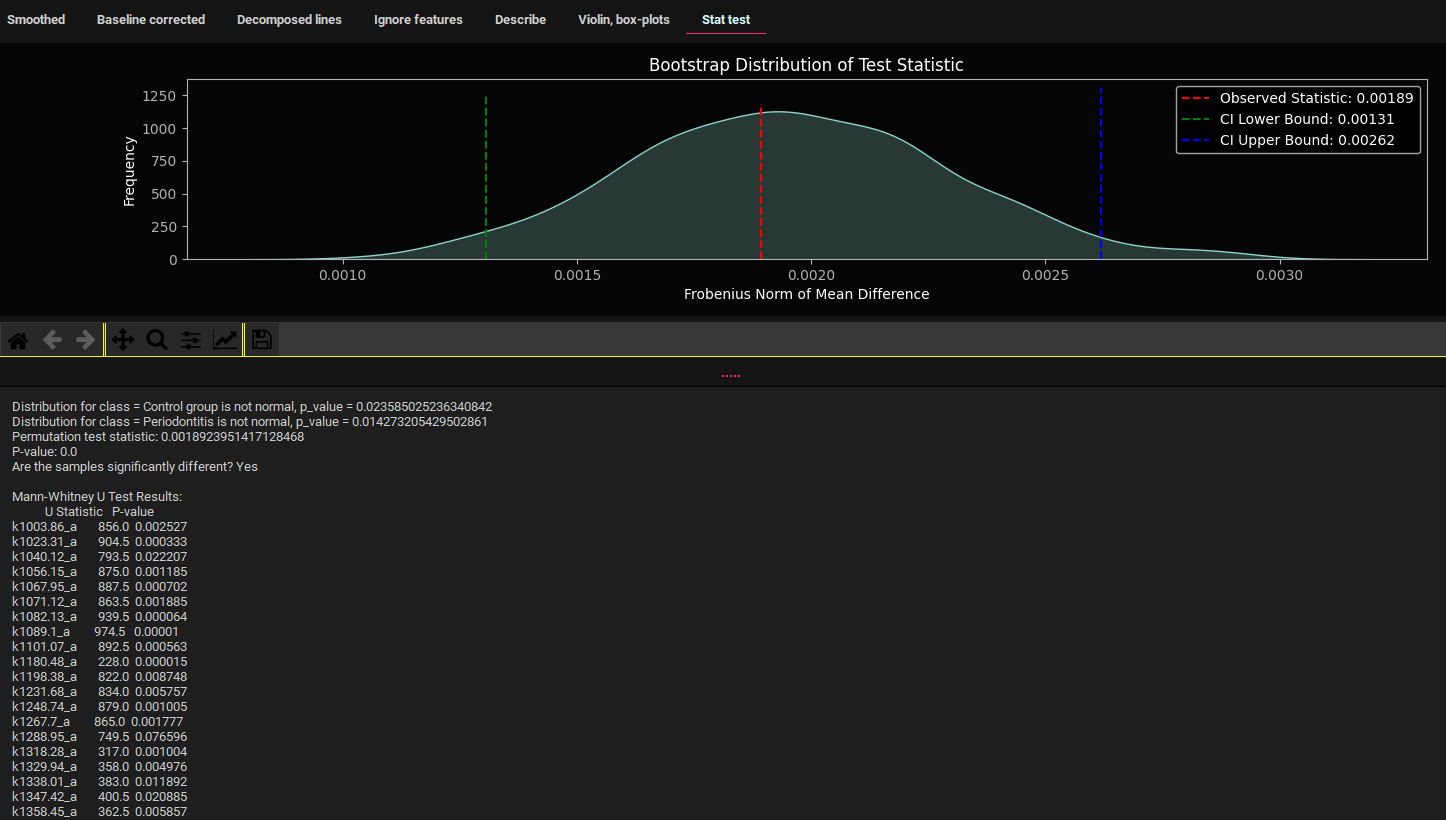 Smoothed Baseline corrected Decomposed lines Ignore features Describe Violin, box-plots Stat test
Bootstrap Distribution of Test Statistic
Observed Statistic: 0.00189
CI Lower Bound: 0.00131
CI Upper Bound: 0.00262
Frequency
1250
1000
750
500
250
0
0.0010 0.0015 0.0020 0.0025 0.0030
Frobenius Norm of Mean Difference
Distribution for class = Control group is not normal, p_value = 0.023585025236340842
Distribution for class = Periodontitis is not normal, p_value = 0.014273205429502861
Permutation test statistic: 0.0018923951417128468
P-value: 0.0
Are the samples significantly different? Yes
Mann-Whitney U Test Results:
U Statistic P-value
k1003.86_a 856.0 0.002527
k1023.31_a 904.5 0.000333
k1040.12_a 793.5 0.022207
k1056.15_a 875.0 0.001185
k1067.95_a 887.5 0.000702
k1071.12_a 863.5 0.001885
k1082.13_a 939.5 0.000064
k1089.1_a 974.5 0.00001
k1101.07_a 892.5 0.000563
k1180.48_a 228.0 0.000015
k1198.38_a 822.0 0.008748
k1231.68_a 834.0 0.005757
k1248.74_a 879.0 0.001005
k1267.7_a 865.0 0.001777
k1288.95_a 749.5 0.076596
k1318.28_a 317.0 0.001004
k1329.94_a 358.0 0.004976
k1338.01_a 383.0 0.011892
k1347.42_a 400.5 0.020885
k1358.45_a 362.5 0.005857